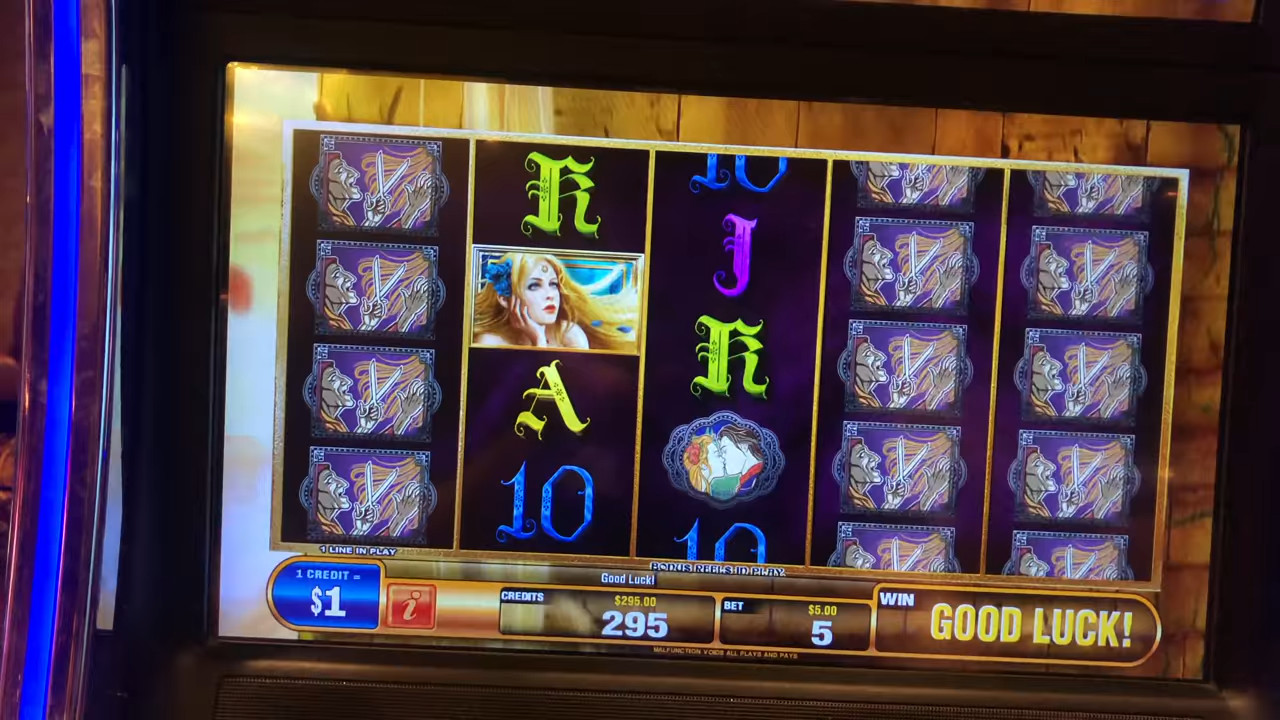 K
A
10
10
J
K
10
1 LINE IN PLAY
BONUS REELS IN PLAY
1 CREDIT =
$1
i
Good Luck!
CREDITS
$295.00
295
BET
$5.00
5
WIN
GOOD LUCK!
MALFUNCTION VOIDS ALL PLAYS AND PAYS